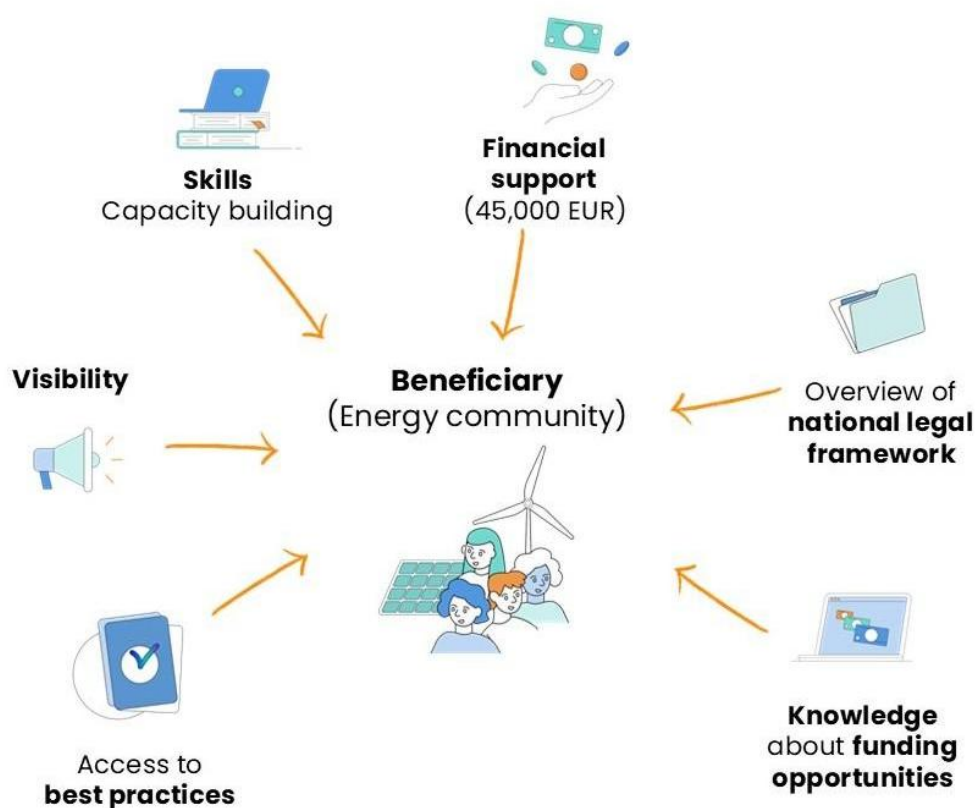 Skills
Capacity building
Financial
support
(45,000 EUR)
Visibility
Beneficiary
(Energy community)
Overview of
national legal
framework
Access to
best practices
Knowledge
about funding
opportunities